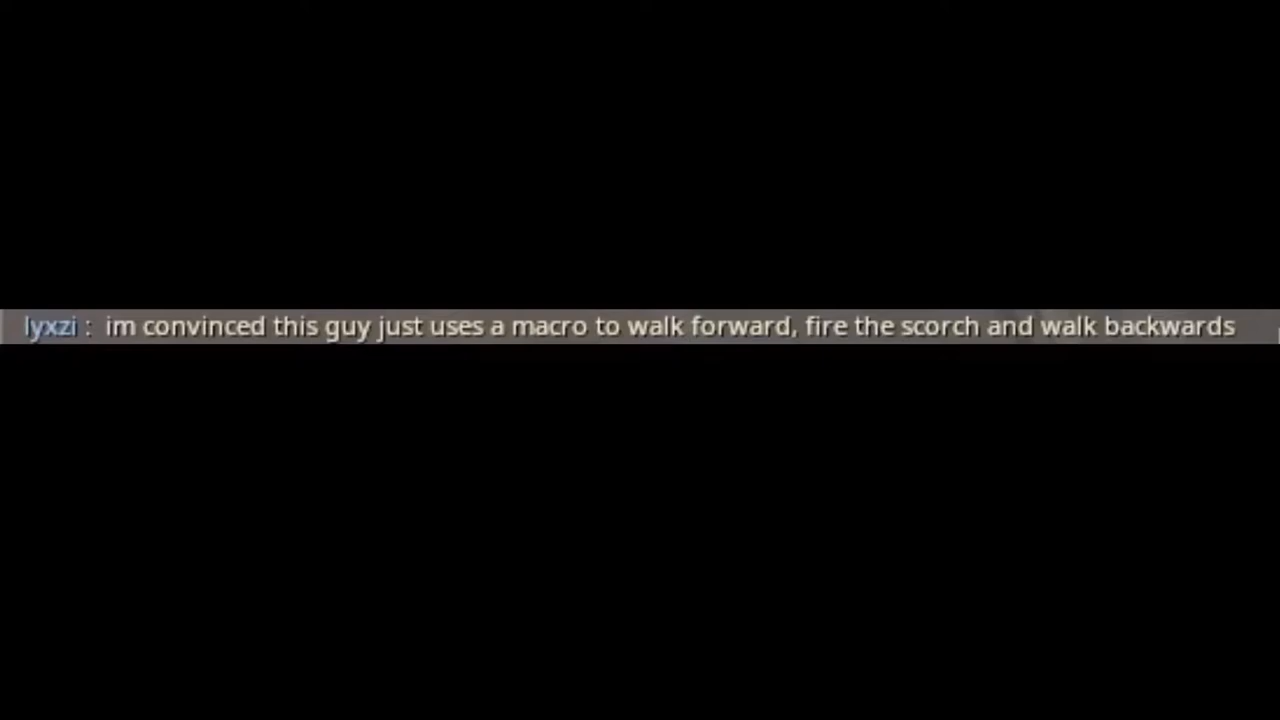 lyxzi :  im convinced this guy just uses a macro to walk forward, fire the scorch and walk backwards